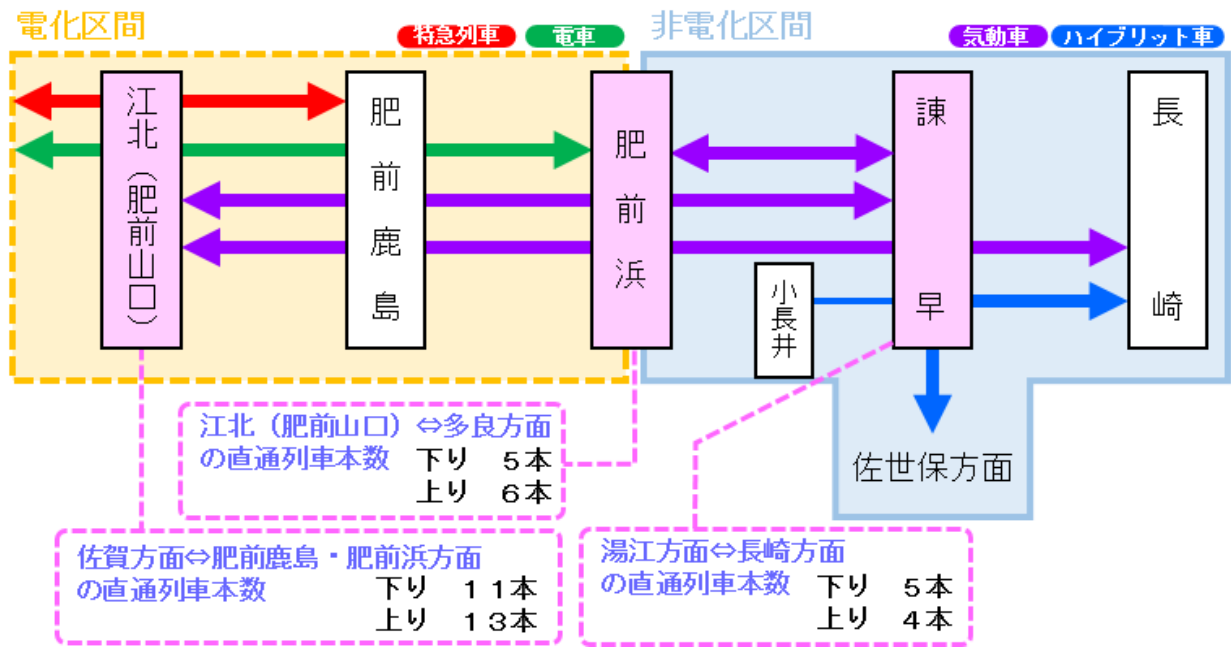 電化区間
特急列車
電車
非電化区間
気動車
ハイブリット車
江北（肥前山口）
肥前鹿島
肥前浜
小長井
諫早
長崎
佐世保方面
江北（肥前山口）⇔多良方面
の直通列車本数 下り ５本
上り ６本
佐賀方面⇔肥前鹿島・肥前浜方面
の直通列車本数 下り １１本
上り １３本
湯江方面⇔長崎方面
の直通列車本数 下り ５本
上り ４本